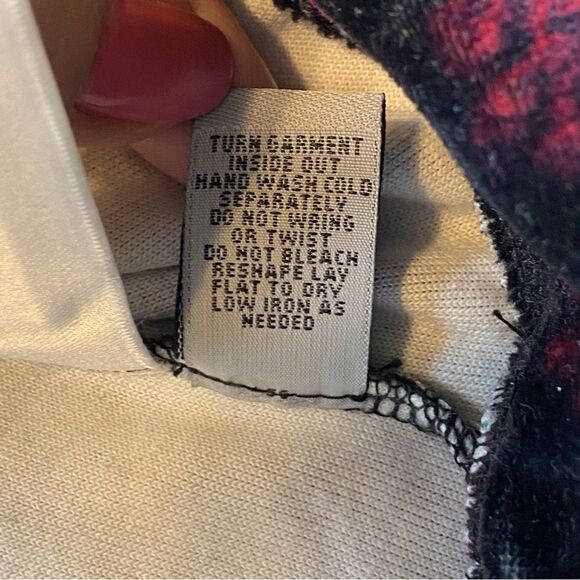 TURN GARMENT
INSIDE OUT
HAND WASH COLD
SEPARATELY
DO NOT WRING
OR TWIST
DO NOT BLEACH
RESHAPE LAY
FLAT TO DRY
LOW IRON AS
NEEDED